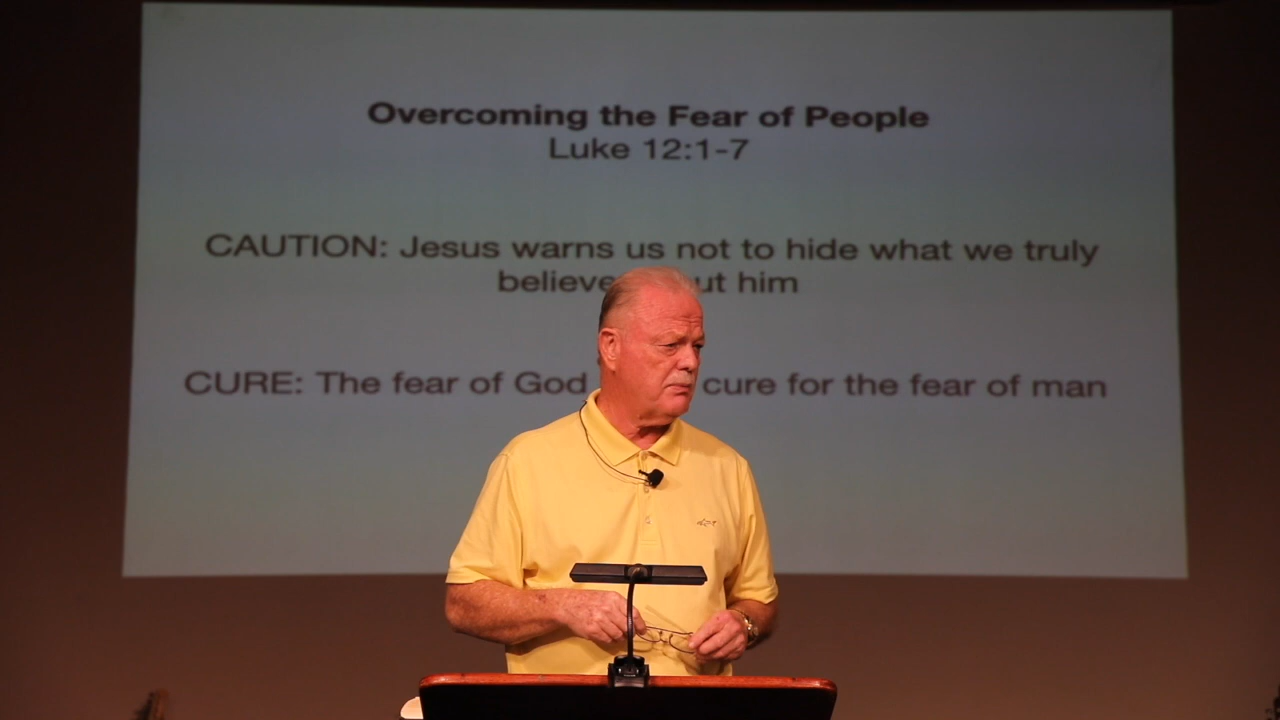 Overcoming the Fear of People
Luke 12:1-7
CAUTION: Jesus warns us not to hide what we truly
believe ut him
CURE: The fear of God cure for the fear of man